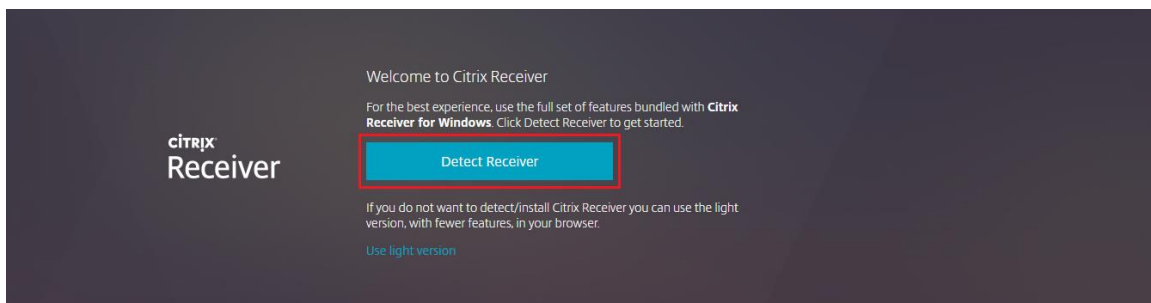 Welcome to Citrix Receiver
For the best experience, use the full set of features bundled with Citrix
Receiver for Windows. Click Detect Receiver to get started.
CİTRIX
Receiver
Detect Receiver
If you do not want to detect/install Citrix Receiver you can use the light
version, with fewer features, in your browser.
Use light version